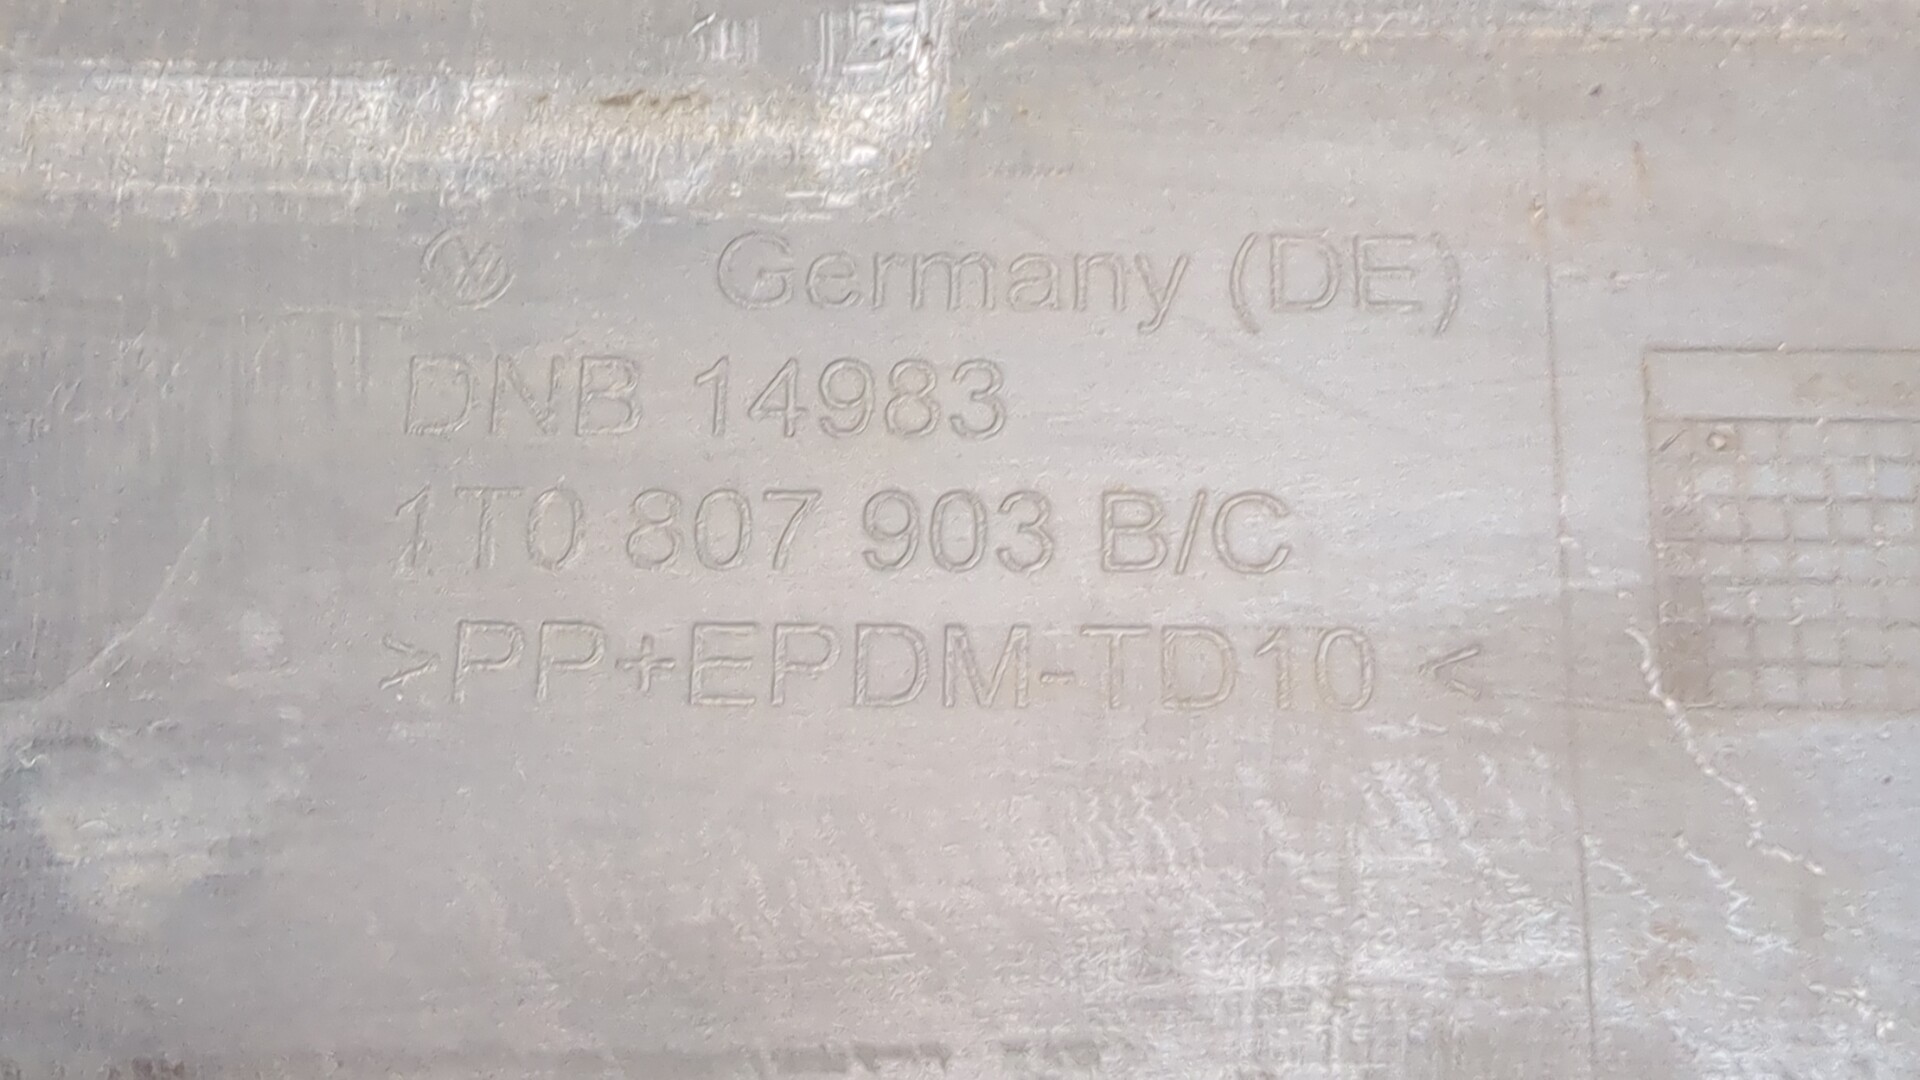 Germany (DE)
DNB 14983
1T0 807 903 B/C
>PP+EPDM-TD10 <